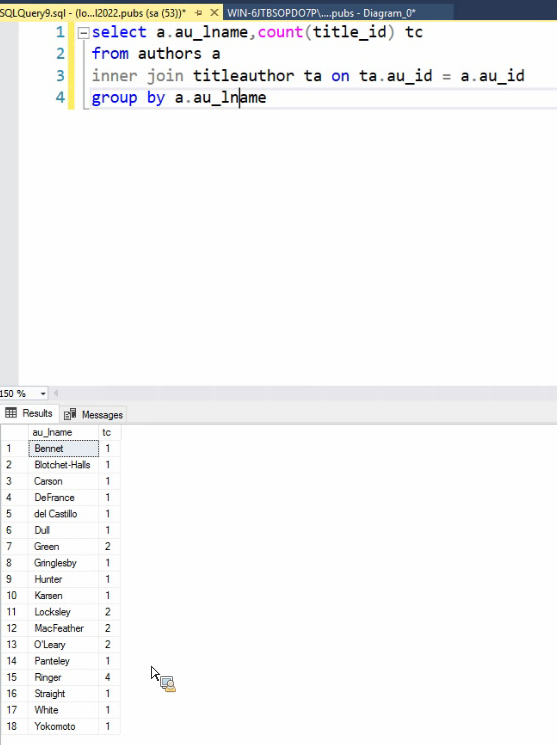 SQLQuery9.sql - (lo...l2022.pubs (sa (53))* WIN-6JTBSOPDO7P\....pubs - Diagram_0*
1 select a.au_lname,count(title_id) tc
2 from authors a
3 inner join titleauthor ta on ta.au_id = a.au_id
4 group by a.au_lname
150 %
Results Messages
au_lname tc
1 Bennet 1
2 Blotchet-Halls 1
3 Carson 1
4 DeFrance 1
5 del Castillo 1
6 Dull 1
7 Green 2
8 Gringlesby 1
9 Hunter 1
10 Karsen 1
11 Locksley 2
12 MacFeather 2
13 O'Leary 2
14 Panteley 1
15 Ringer 4
16 Straight 1
17 White 1
18 Yokomoto 1